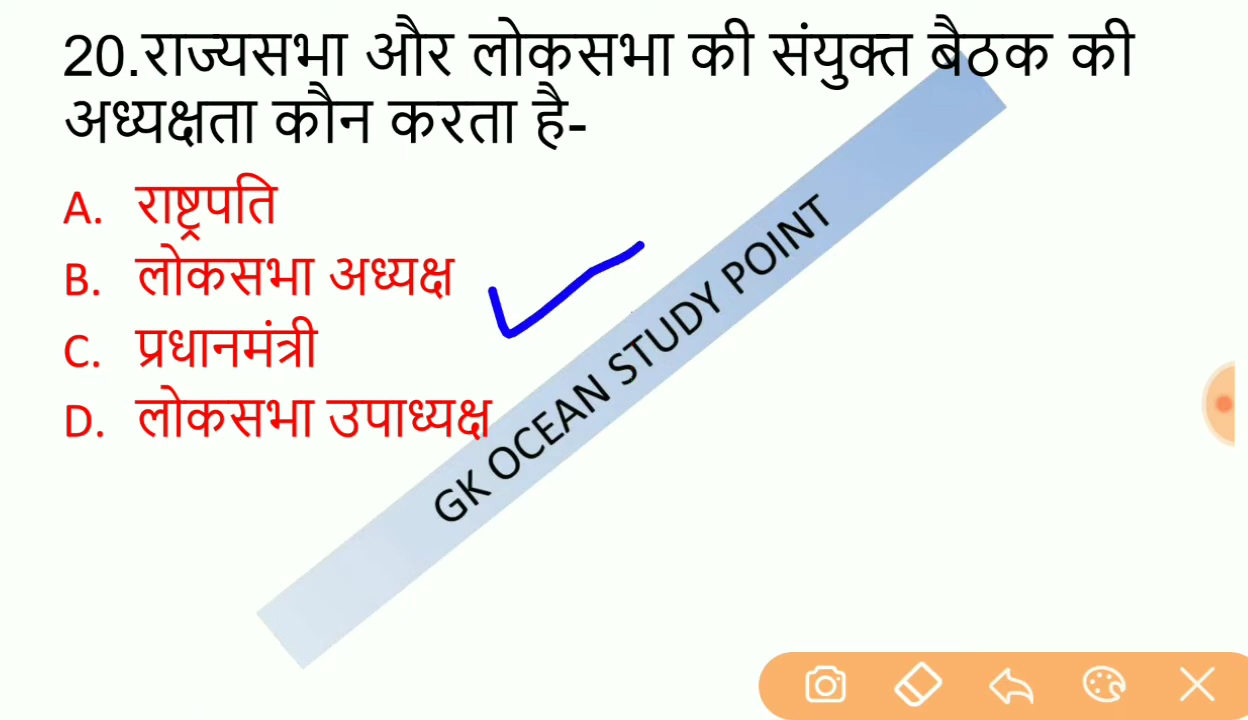 20.राज्यसभा और लोकसभा की संयुक्त बैठक की
अध्यक्षता कौन करता है-
A. राष्ट्रपति
B. लोकसभा अध्यक्ष
C. प्रधानमंत्री
D. लोकसभा उपाध्यक्ष
GK OCEAN STUDY POINT